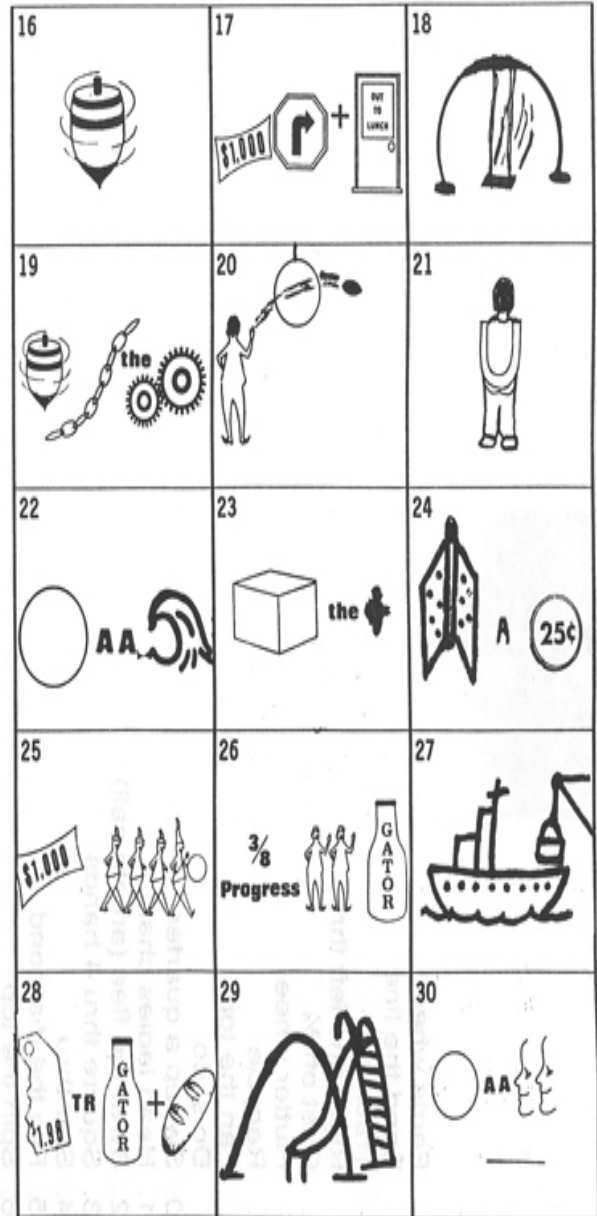 16
17
$1,000
OUT
TO
LUNCH
+
18
19
the
20
21
22
A A
23
the
24
A
25¢
25
$1,000
26
3/8
Progress
GATOR
27
28
1.98
TR
GATOR
+
29
30
AA